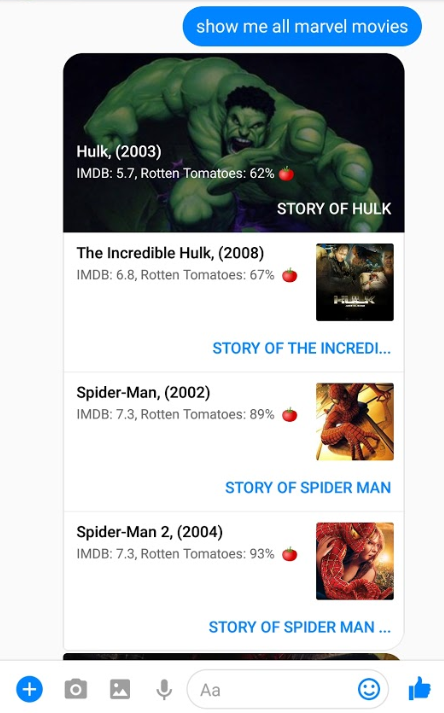 show me all marvel movies
Hulk, (2003)
IMDB: 5.7, Rotten Tomatoes: 62% 🍅
STORY OF HULK
The Incredible Hulk, (2008)
IMDB: 6.8, Rotten Tomatoes: 67% 🍅
HULK
STORY OF THE INCREDI...
Spider-Man, (2002)
IMDB: 7.3, Rotten Tomatoes: 89% 🍅
STORY OF SPIDER MAN
Spider-Man 2, (2004)
IMDB: 7.3, Rotten Tomatoes: 93% 🍅
STORY OF SPIDER MAN ...
Aa